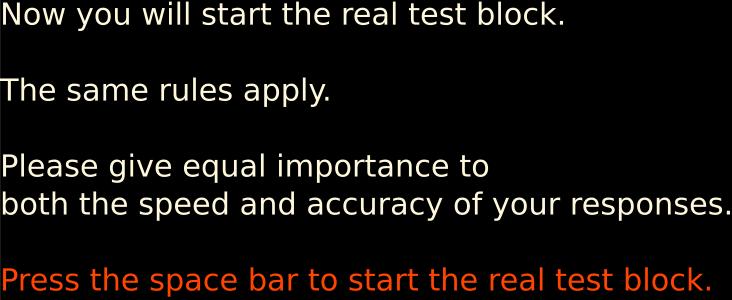 Now you will start the real test block.
The same rules apply.
Please give equal importance to
both the speed and accuracy of your responses.
Press the space bar to start the real test block.